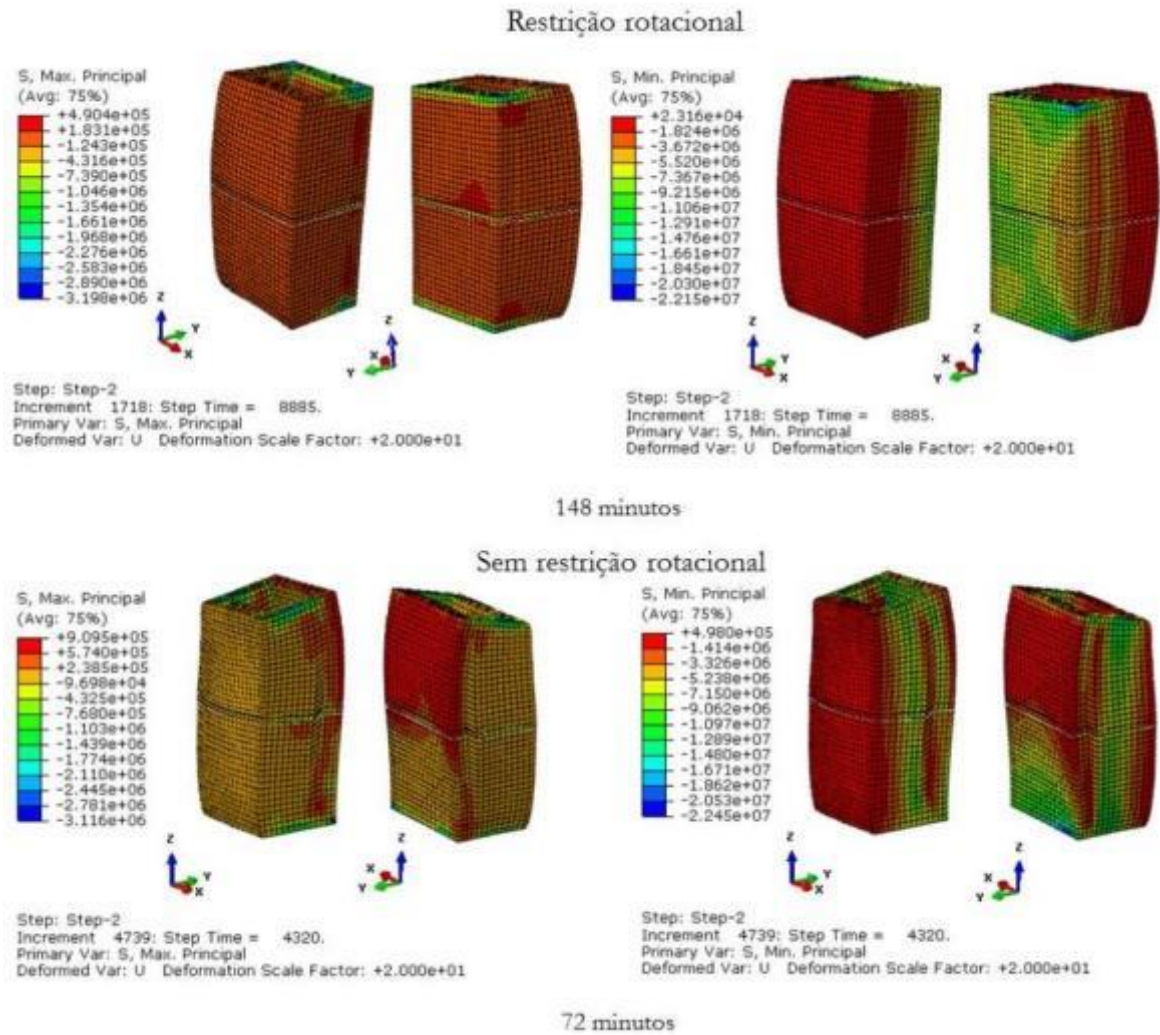 Restrição rotacional
S, Max. Principal
(Avg: 75%)
+4.904e+05
+1.831e+05
-1.243e+05
-4.316e+05
-7.390e+05
-1.046e+06
-1.354e+06
-1.661e+06
-1.968e+06
-2.276e+06
-2.583e+06
-2.890e+06
-3.198e+06
Z
Y
X
Z
X
Y
Step: Step-2
Increment 1718: Step Time = 8885.
Primary Var: S, Max. Principal
Deformed Var: U Deformation Scale Factor: +2.000e+01
S, Min. Principal
(Avg: 75%)
+2.316e+04
-1.824e+06
-3.672e+06
-5.520e+06
-7.367e+06
-9.215e+06
-1.106e+07
-1.291e+07
-1.476e+07
-1.661e+07
-1.845e+07
-2.030e+07
-2.215e+07
Z
Y
X
Z
X
Y
Step: Step-2
Increment 1718: Step Time = 8885.
Primary Var: S, Min. Principal
Deformed Var: U Deformation Scale Factor: +2.000e+01
148 minutos
Sem restrição rotacional
S, Max. Principal
(Avg: 75%)
+9.095e+05
+5.740e+05
+2.385e+05
-9.698e+04
-4.325e+05
-7.680e+05
-1.103e+06
-1.439e+06
-1.774e+06
-2.110e+06
-2.445e+06
-2.781e+06
-3.116e+06
Z
Y
X
Z
X
Y
Step: Step-2
Increment 4739: Step Time = 4320.
Primary Var: S, Max. Principal
Deformed Var: U Deformation Scale Factor: +2.000e+01
S, Min. Principal
(Avg: 75%)
+4.980e+05
-1.414e+06
-3.326e+06
-5.238e+06
-7.150e+06
-9.062e+06
-1.097e+07
-1.289e+07
-1.480e+07
-1.671e+07
-1.862e+07
-2.053e+07
-2.245e+07
Z
Y
X
Z
X
Y
Step: Step-2
Increment 4739: Step Time = 4320.
Primary Var: S, Min. Principal
Deformed Var: U Deformation Scale Factor: +2.000e+01
72 minutos